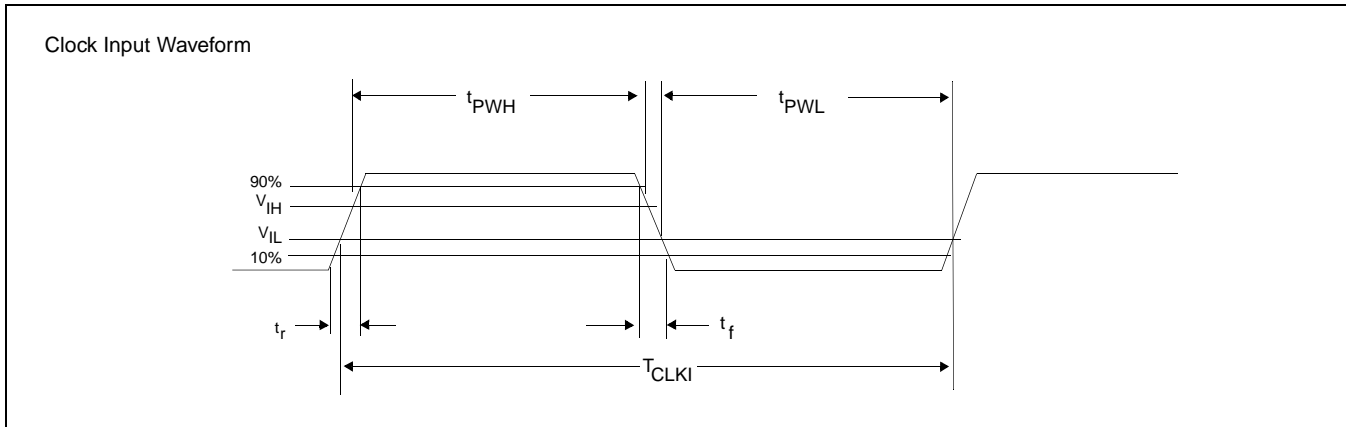 Clock Input Waveform
tPWH
tPWL
90%
VIH
VIL
10%
tr
tf
TCLKI